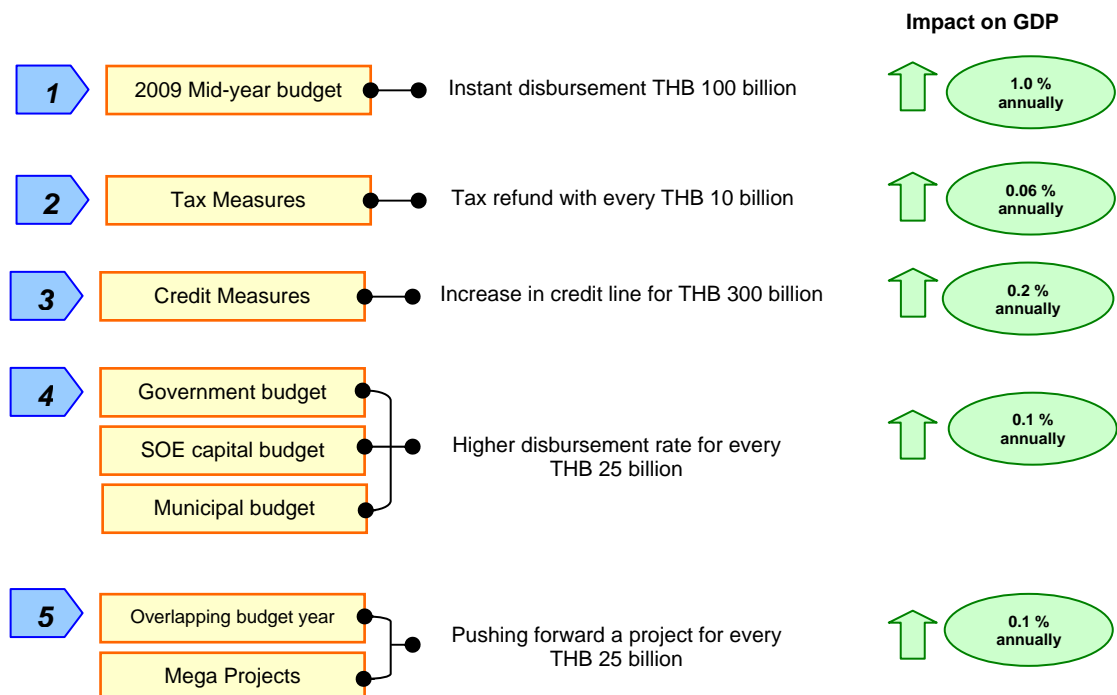 Impact on GDP
1
2009 Mid-year budget
Instant disbursement THB 100 billion
1.0 %
annually
2
Tax Measures
Tax refund with every THB 10 billion
0.06 %
annually
3
Credit Measures
Increase in credit line for THB 300 billion
0.2 %
annually
4
Government budget
SOE capital budget
Municipal budget
Higher disbursement rate for every
THB 25 billion
0.1 %
annually
5
Overlapping budget year
Mega Projects
Pushing forward a project for every
THB 25 billion
0.1 %
annually